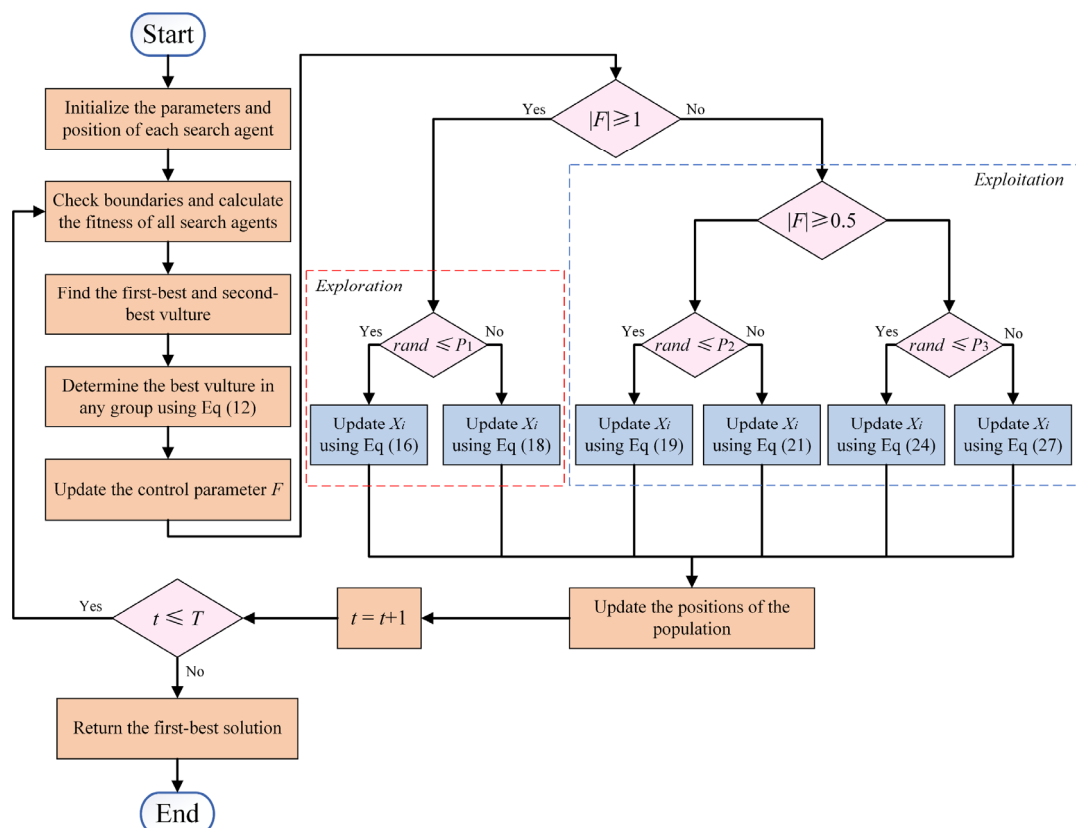 Start
Initialize the parameters and
position of each search agent
Check boundaries and calculate
the fitness of all search agents
Find the first-best and second-
best vulture
Determine the best vulture in
any group using Eq (12)
Update the control parameter F
Yes
|F|≥1
No
Exploitation
|F|≥0.5
Exploration
Yes
rand ≤ P1
No
Yes
rand ≤ P2
No
Yes
rand ≤ P3
No
Update Xi
using Eq (16)
Update Xi
using Eq (18)
Update Xi
using Eq (19)
Update Xi
using Eq (21)
Update Xi
using Eq (24)
Update Xi
using Eq (27)
Update the positions of the
population
t = t+1
Yes
t ≤ T
No
Return the first-best solution
End